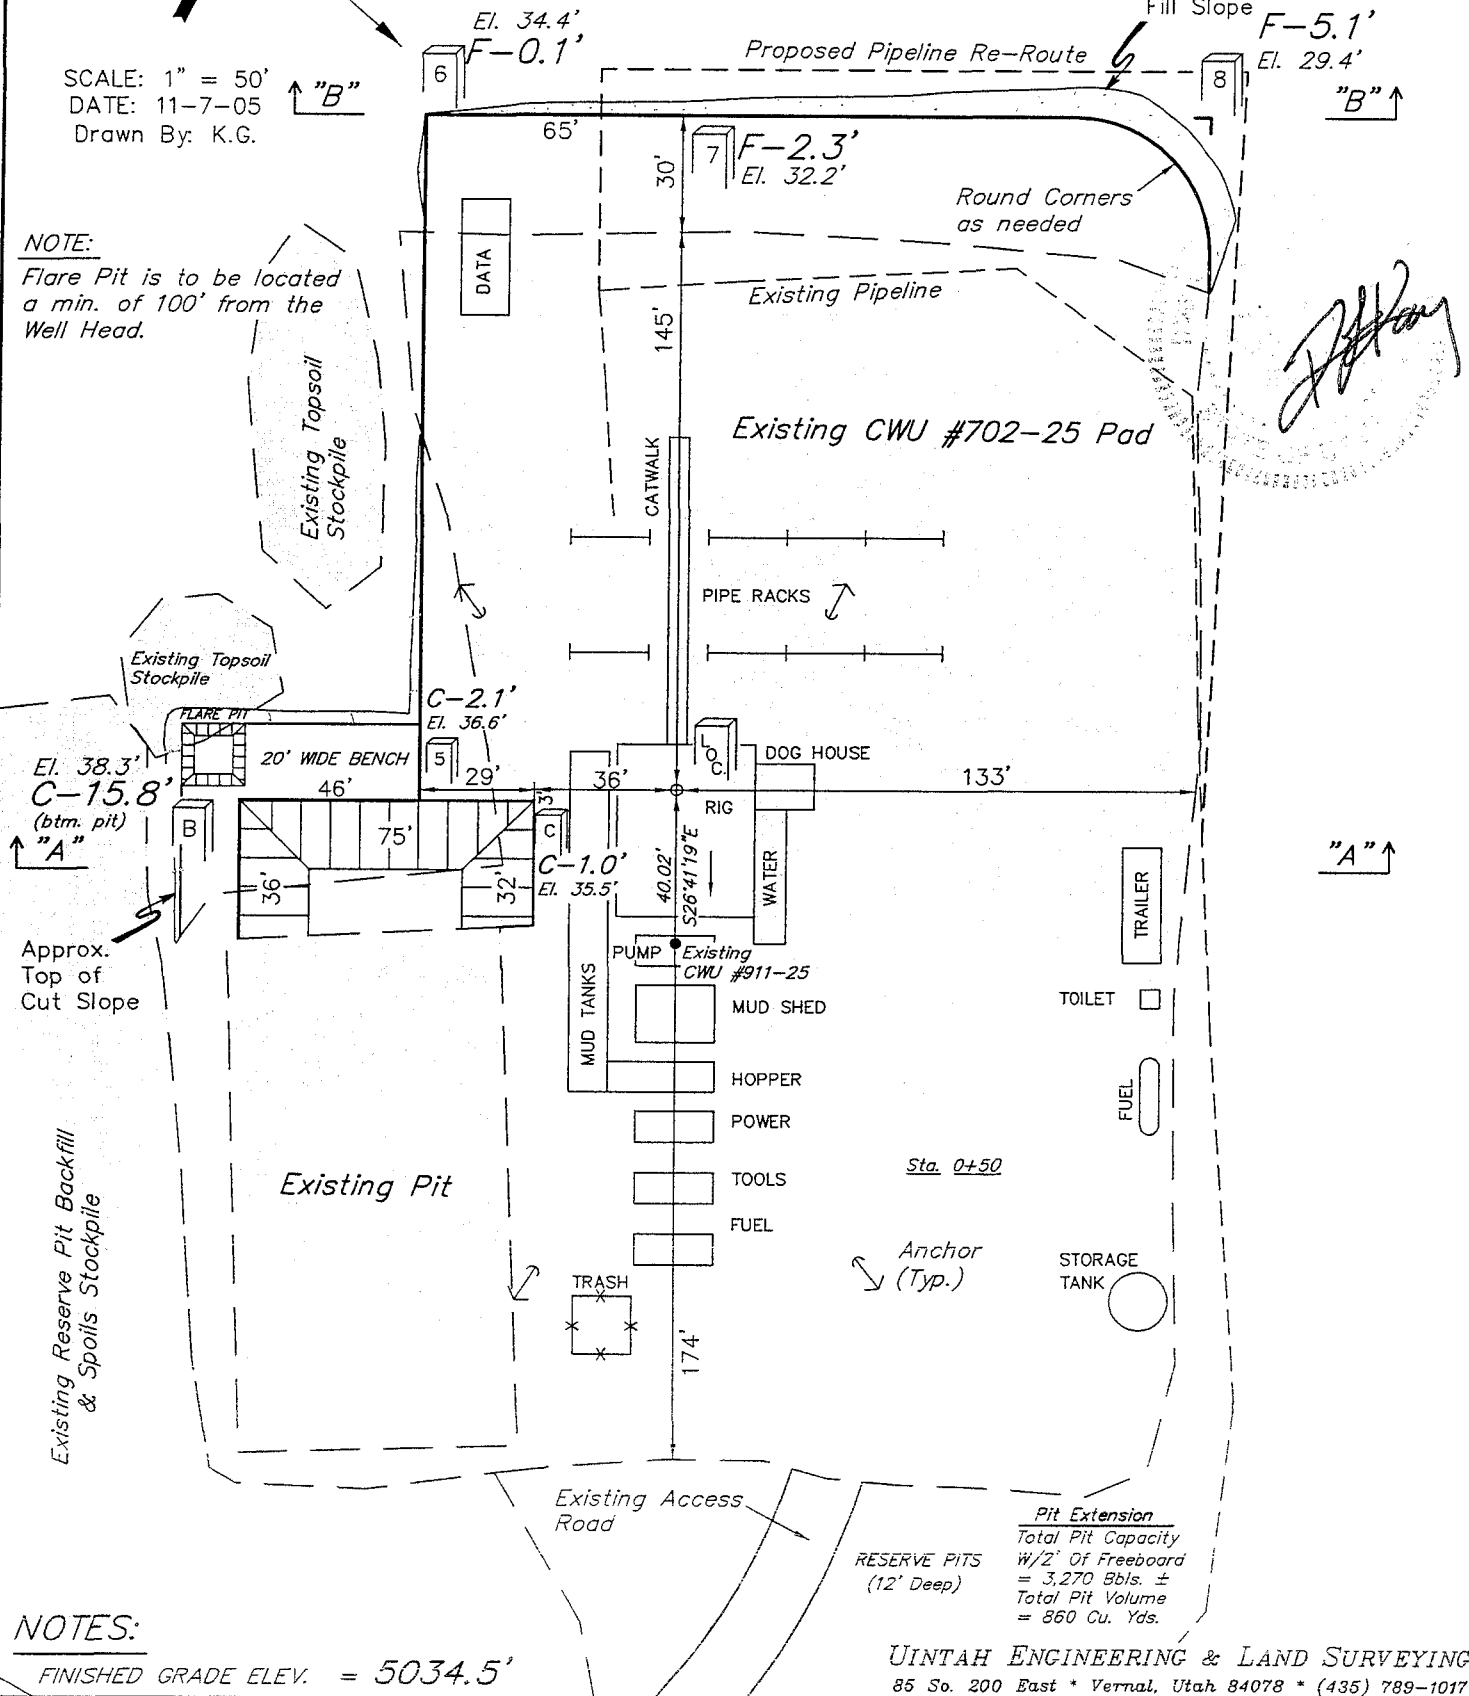 Fill Slope
El. 34.4'
F-0.1'
6
F-5.1'
El. 29.4'
8
Proposed Pipeline Re-Route
SCALE: 1" = 50'
DATE: 11-7-05
Drawn By: K.G.
"B"
"B"
65'
30'
7
F-2.3'
El. 32.2'
Round Corners
as needed
NOTE:
Flare Pit is to be located
a min. of 100' from the
Well Head.
DATA
Existing Pipeline
145'
Existing Topsoil
Stockpile
Existing CWU #702-25 Pad
CATWALK
PIPE RACKS
Existing Topsoil
Stockpile
FLARE PIT
C-2.1'
El. 36.6'
5
20' WIDE BENCH
LOC.
DOG HOUSE
El. 38.3'
C-15.8'
(btm. pit)
B
46'
29'
3'
36'
133'
RIG
"A"
"A"
75'
C
C-1.0'
El. 35.5'
36'
32'
40.02'
S26°41'19"E
WATER
TRAILER
Approx.
Top of
Cut Slope
PUMP
Existing
CWU #911-25
MUD TANKS
MUD SHED
TOILET
HOPPER
FUEL
POWER
Existing Reserve Pit Backfill
& Spoils Stockpile
Existing Pit
Sta. 0+50
TOOLS
FUEL
Anchor
(Typ.)
STORAGE
TANK
TRASH
174'
Existing Access
Road
RESERVE PITS
(12' Deep)
Pit Extension
Total Pit Capacity
W/2' Of Freeboard
= 3,270 Bbls. ±
Total Pit Volume
= 860 Cu. Yds.
NOTES:
FINISHED GRADE ELEV. = 5034.5'
UINTAH ENGINEERING & LAND SURVEYING
85 So. 200 East * Vernal, Utah 84078 * (435) 789-1017